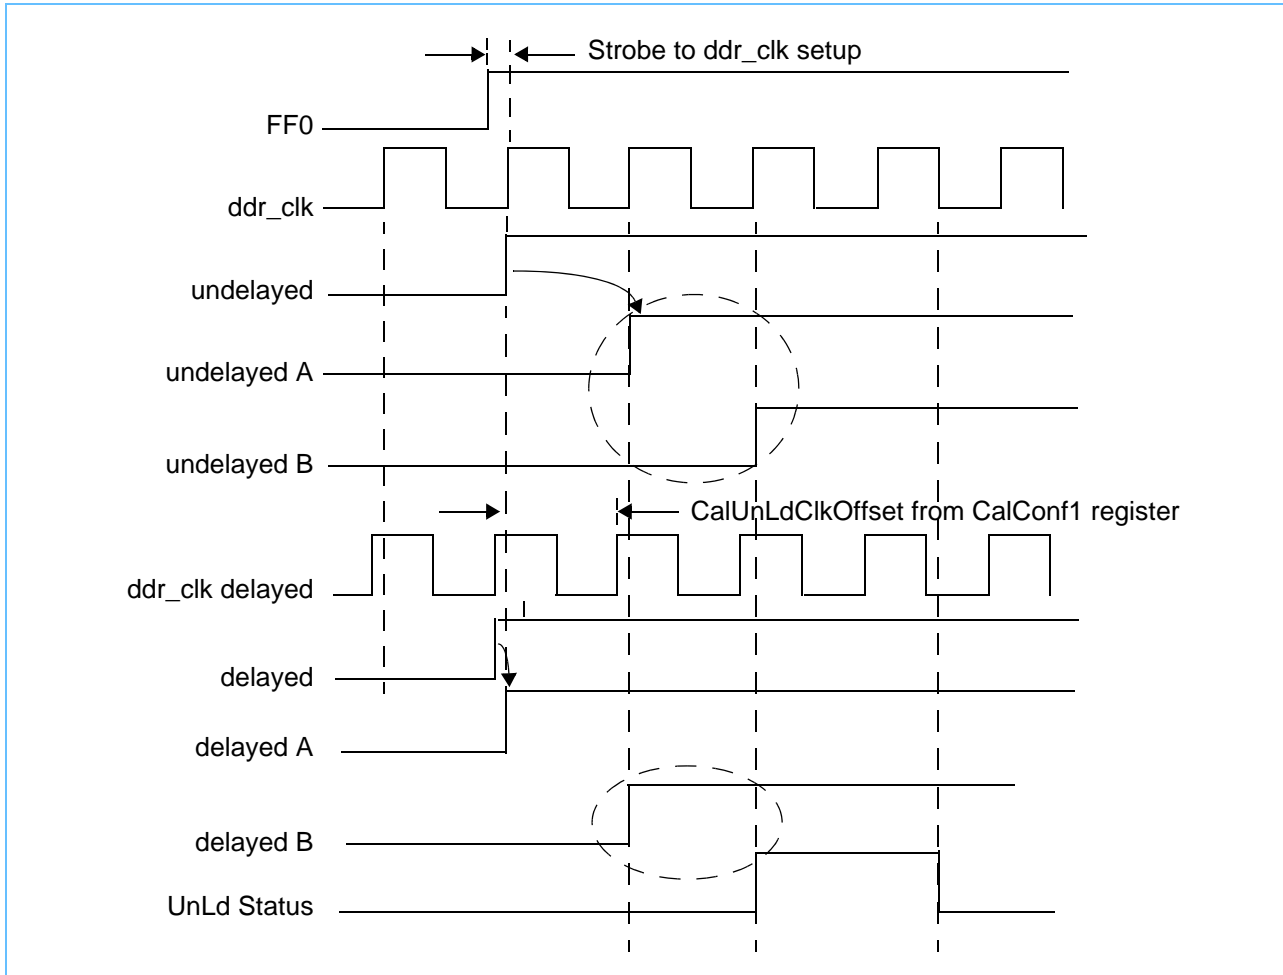 Strobe to ddr_clk setup
FF0
ddr_clk
undelayed
undelayed A
undelayed B
CalUnLdClkOffset from CalConf1 register
ddr_clk delayed
delayed
delayed A
delayed B
UnLd Status